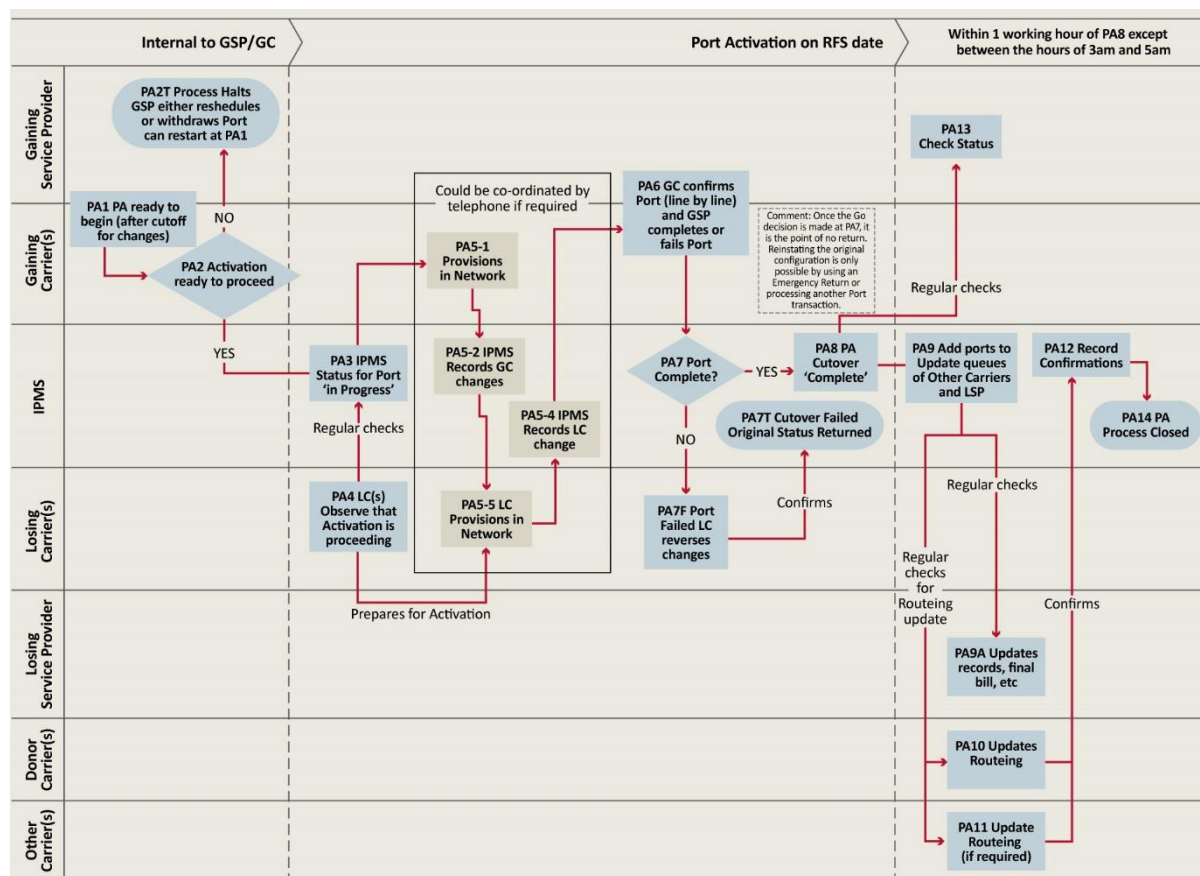 Internal to GSP/GC
Port Activation on RFS date
Within 1 working hour of PA8 except
between the hours of 3am and 5am
Gaining
Service Provider
PA2T Process Halts
GSP either reshedules
or withdraws Port
can restart at PA1
PA13
Check Status
Could be co-ordinated by
telephone if required
PA6 GC confirms
Port (line by line)
and GSP
completes or
fails Port
Gaining
Carrier(s)
PA1 PA ready to
begin (after cutoff
for changes)
NO
PA2 Activation
ready to proceed
PA5-1
Provisions
in Network
Comment: Once the Go
decision is made at PA7, it
is the point of no return.
Reinstating the original
configuration is only
possible by using an
Emergency Return or
processing another Port
transaction.
Regular checks
IPMS
YES
PA3 IPMS
Status for Port
‘in Progress’
PA5-2 IPMS
Records GC
changes
PA5-4 IPMS
Records LC
change
PA7 Port
Complete?
YES
PA8 PA
Cutover
‘Complete’
PA9 Add ports to
Update queues
of Other Carriers
and LSP
PA12 Record
Confirmations
PA14 PA
Process Closed
Regular checks
NO
PA7T Cutover Failed
Original Status Returned
Losing
Carrier(s)
PA4 LC(s)
Observe that
Activation is
proceeding
PA5-5 LC
Provisions in
Network
PA7F Port
Failed LC
reverses
changes
Confirms
Regular checks
Regular
checks
for
Routeing
update
Prepares for Activation
Confirms
Losing
Service Provider
PA9A Updates
records, final
bill, etc
Donor
Carrier(s)
PA10 Updates
Routeing
Other
Carrier(s)
PA11 Update
Routeing
(if required)